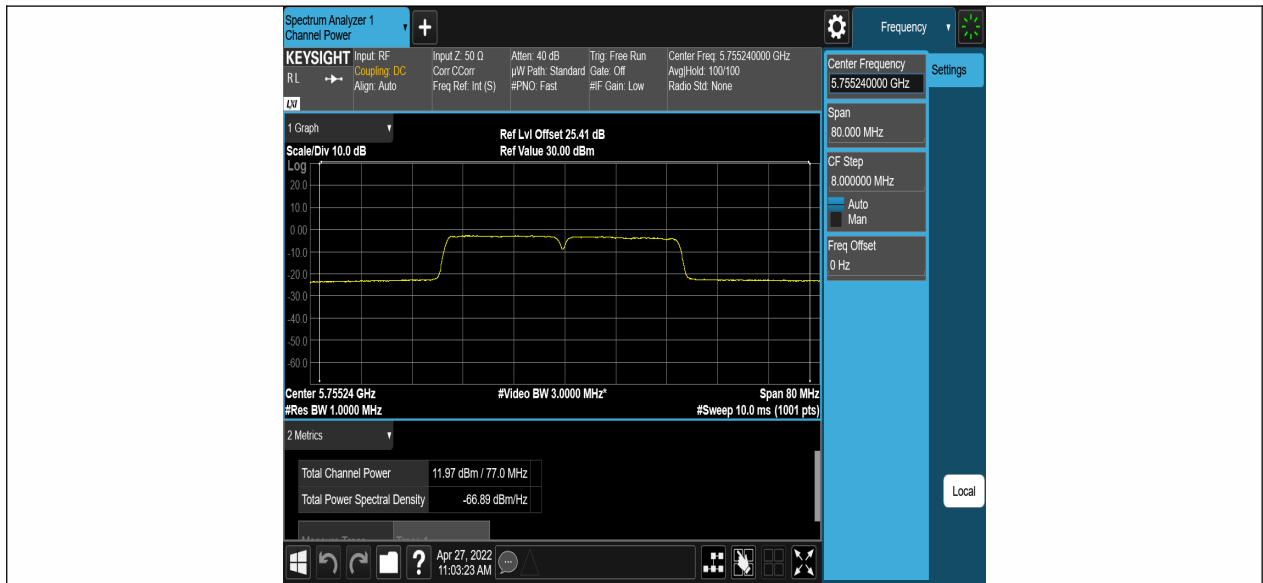 Spectrum Analyzer 1
Channel Power
+
Frequency
KEYSIGHT
RL
LXI
Input: RF
Coupling: DC
Align: Auto
Input Z: 50 Ω
Corr CCorr
Freq Ref: Int (S)
Atten: 40 dB
µW Path: Standard
#PNO: Fast
Trig: Free Run
Gate: Off
#IF Gain: Low
Center Freq: 5.755240000 GHz
Avg|Hold: 100/100
Radio Std: None
Center Frequency
5.755240000 GHz
Settings
Span
80.000 MHz
CF Step
8.000000 MHz
Auto
Man
Freq Offset
0 Hz
Local
1 Graph
Scale/Div 10.0 dB
Ref Lvl Offset 25.41 dB
Ref Value 30.00 dBm
Log
20.0
10.0
0.00
-10.0
-20.0
-30.0
-40.0
-50.0
-60.0
Center 5.75524 GHz
#Video BW 3.0000 MHz*
Span 80 MHz
#Res BW 1.0000 MHz
#Sweep 10.0 ms (1001 pts)
2 Metrics
Total Channel Power 11.97 dBm / 77.0 MHz
Total Power Spectral Density -66.89 dBm/Hz
?
Apr 27, 2022
11:03:23 AM